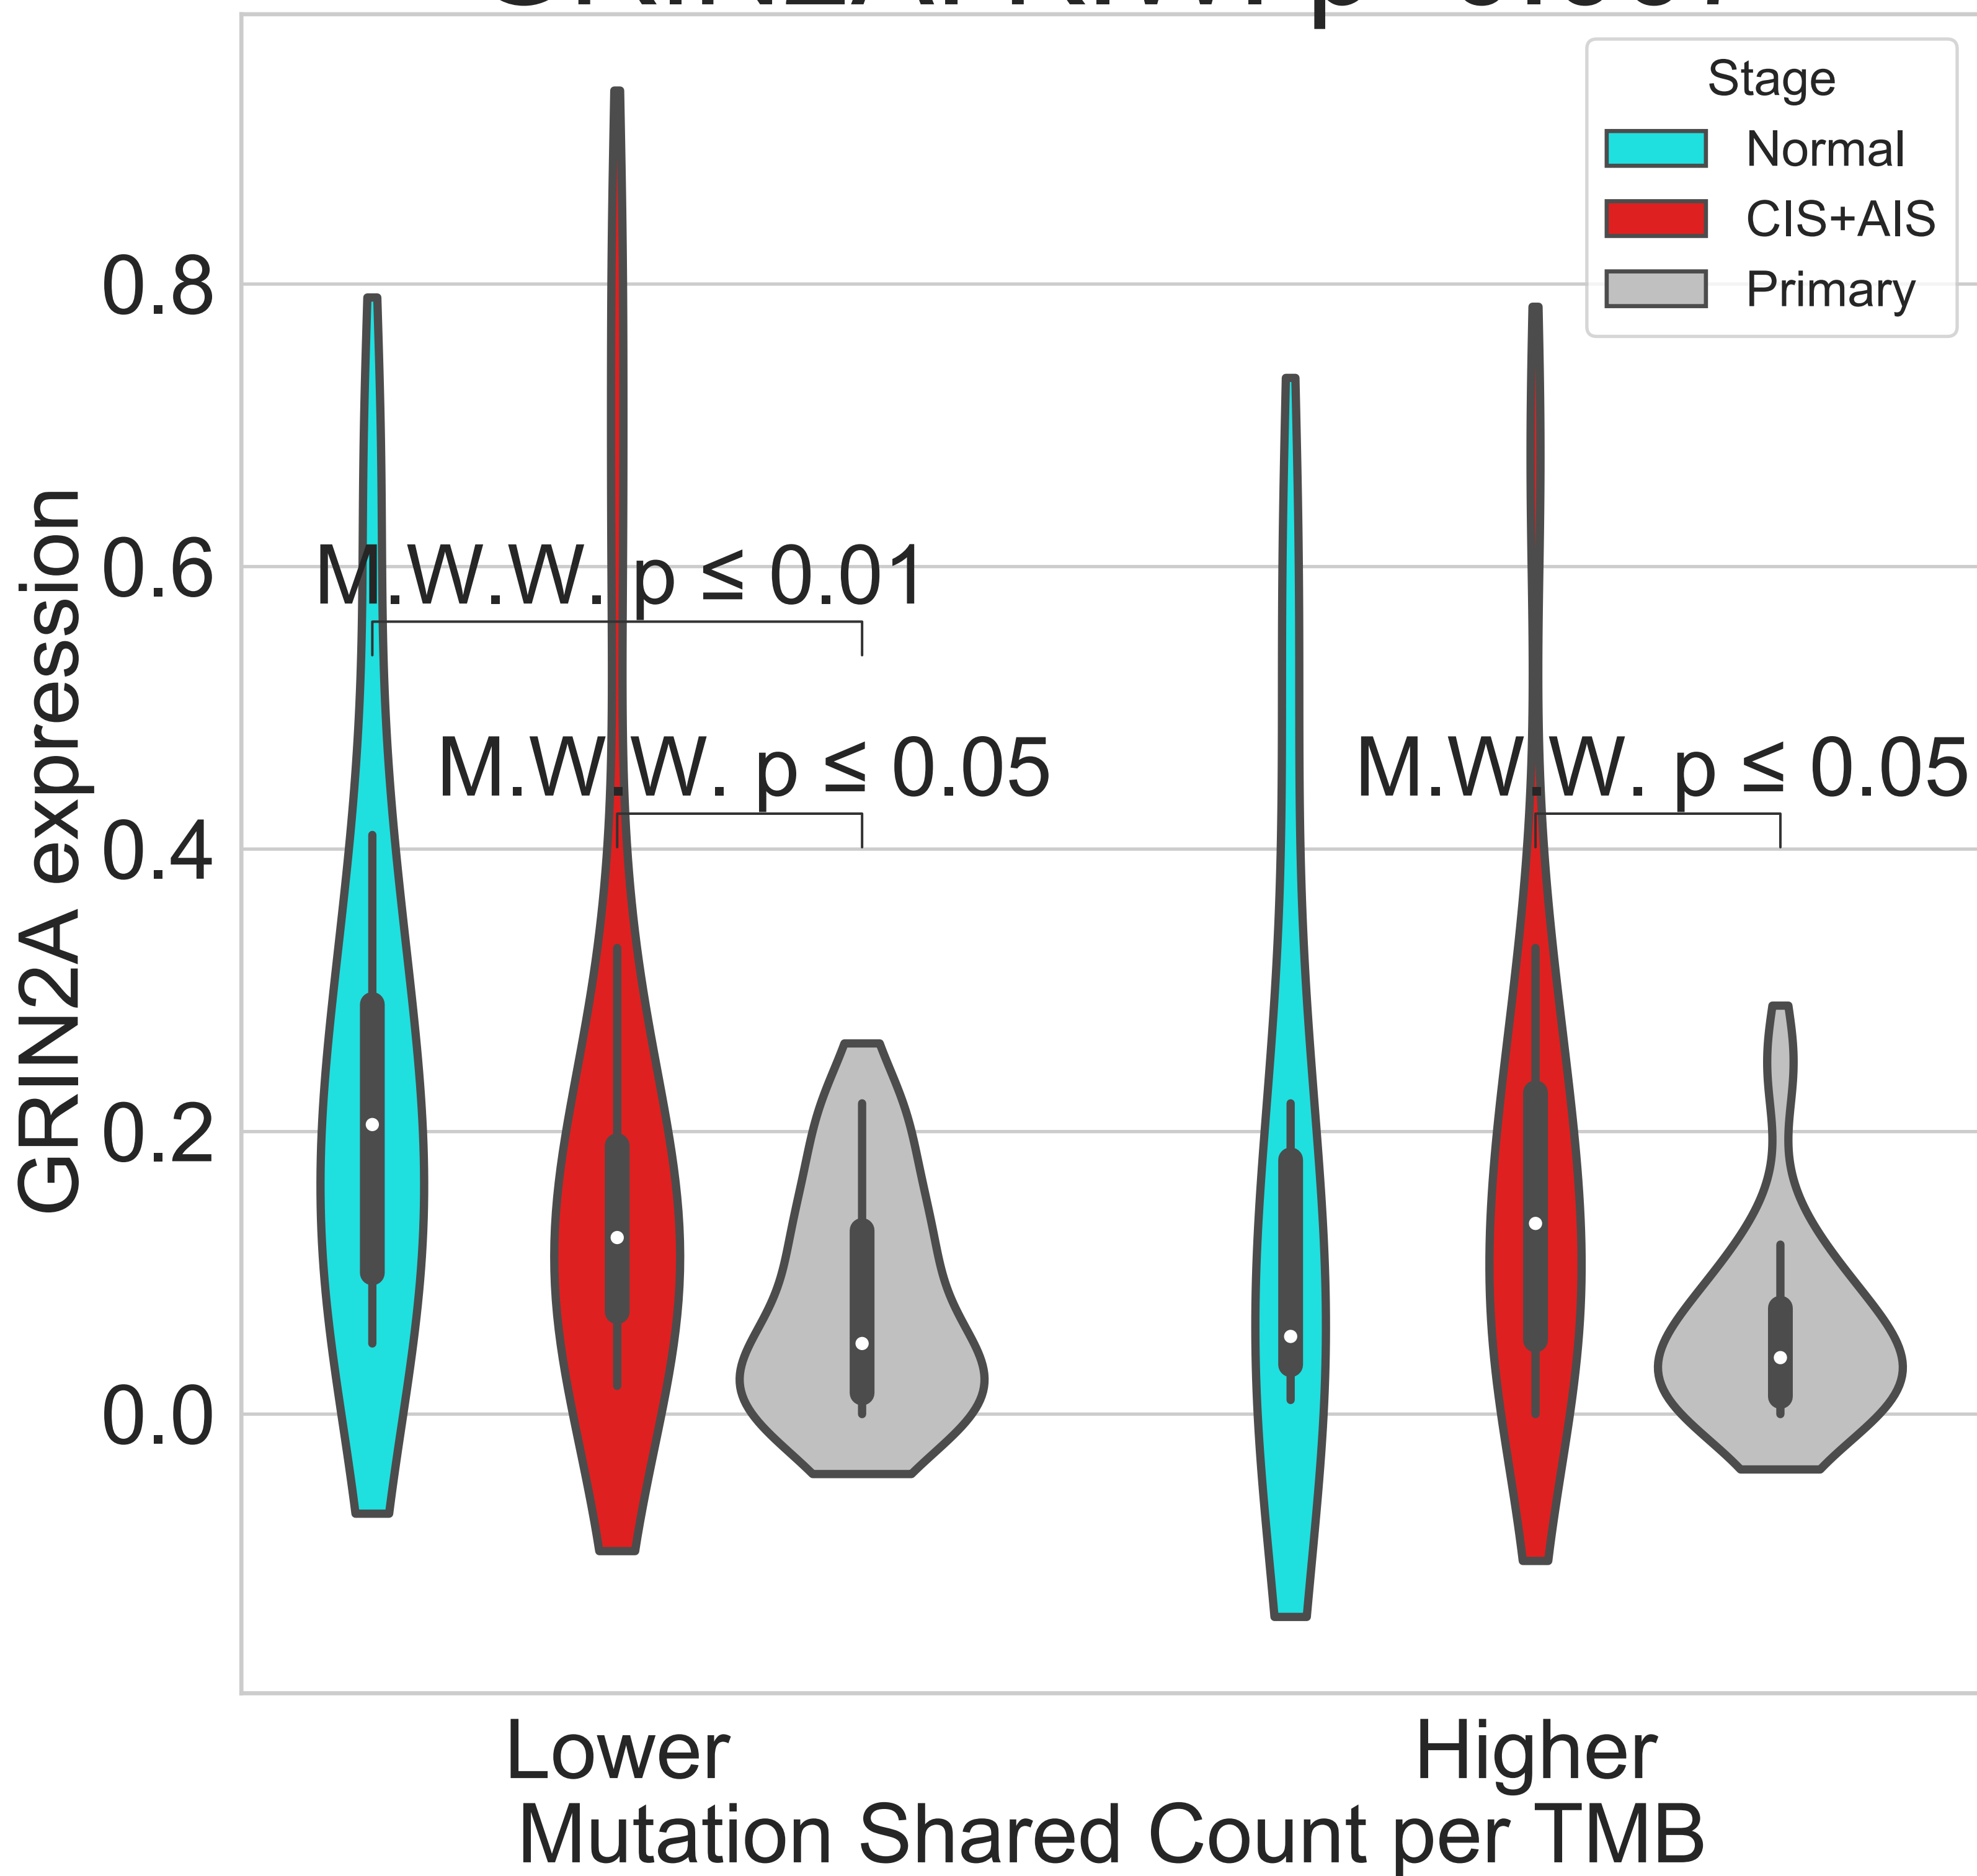 Stage
Normal
CIS+AIS
Primary
0.8
0.6
0.4
0.2
0.0
GRIN2A expression
M.W.W. p ≤ 0.01
M.W.W. p ≤ 0.05
M.W.W. p ≤ 0.05
Lower
Higher
Mutation Shared Count per TMB